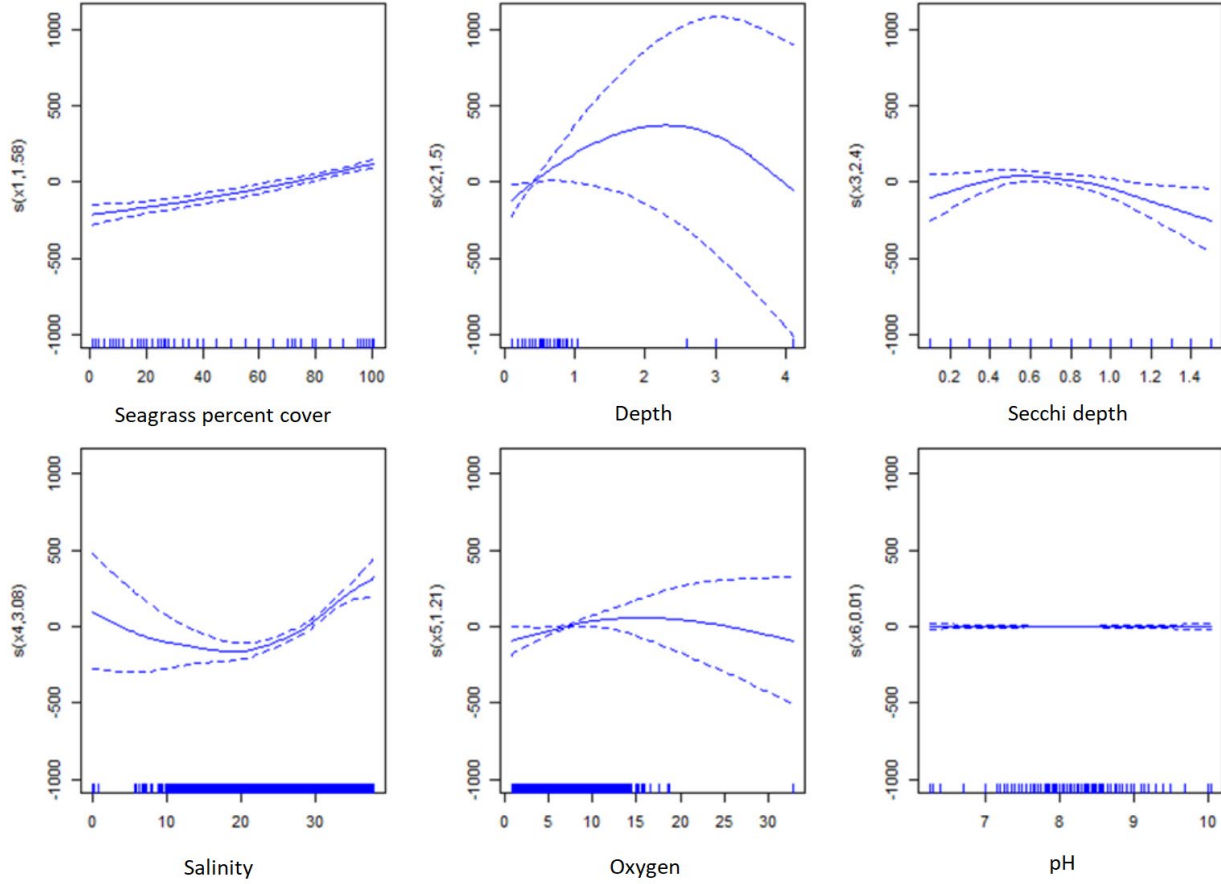 1000
500
0
-500
-1000
s(x1,1.58)
0 20 40 60 80 100
Seagrass percent cover
1000
500
0
-500
-1000
s(x2,1.5)
0 1 2 3 4
Depth
1000
500
0
-500
-1000
s(x3,2.4)
0.2 0.4 0.6 0.8 1.0 1.2 1.4
Secchi depth
1000
500
0
-500
-1000
s(x4,3.08)
0 10 20 30
Salinity
1000
500
0
-500
-1000
s(x5,1.21)
0 5 10 15 20 25 30
Oxygen
1000
500
0
-500
-1000
s(x6,0.01)
7 8 9 10
pH